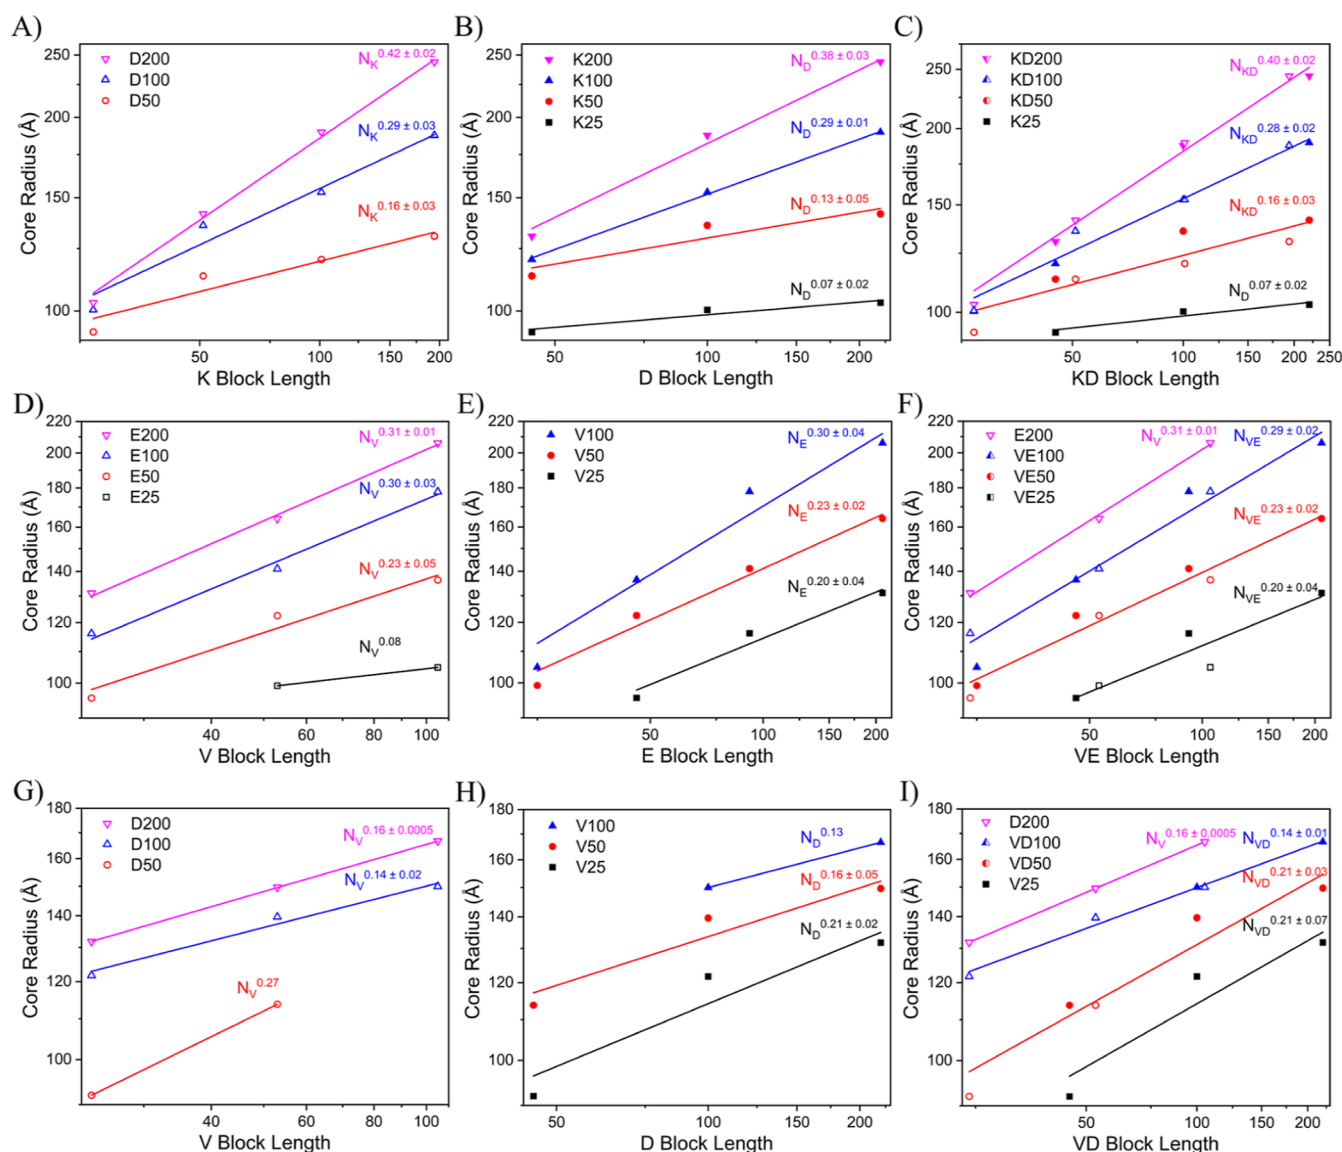 A)
D200
D100
D50
N_K^0.42 ± 0.02
N_K^0.29 ± 0.03
N_K^0.16 ± 0.03
250
200
150
100
50
100
150
200
Core Radius (Å)
K Block Length
B)
K200
K100
K50
K25
N_D^0.38 ± 0.03
N_D^0.29 ± 0.01
N_D^0.13 ± 0.05
N_D^0.07 ± 0.02
250
200
150
100
50
100
150
200
Core Radius (Å)
D Block Length
C)
KD200
KD100
KD50
K25
N_KD^0.40 ± 0.02
N_KD^0.28 ± 0.02
N_KD^0.16 ± 0.03
N_D^0.07 ± 0.02
250
200
150
100
50
100
150
200
250
Core Radius (Å)
KD Block Length
D)
E200
E100
E50
E25
N_V^0.31 ± 0.01
N_V^0.30 ± 0.03
N_V^0.23 ± 0.05
N_V^0.08
220
200
180
160
140
120
100
40
60
80
100
Core Radius (Å)
V Block Length
E)
V100
V50
V25
N_E^0.30 ± 0.04
N_E^0.23 ± 0.02
N_E^0.20 ± 0.04
220
200
180
160
140
120
100
50
100
150
200
Core Radius (Å)
E Block Length
F)
E200
VE100
VE50
VE25
N_V^0.31 ± 0.01
N_VE^0.29 ± 0.02
N_VE^0.23 ± 0.02
N_VE^0.20 ± 0.04
220
200
180
160
140
120
100
50
100
150
200
Core Radius (Å)
VE Block Length
G)
D200
D100
D50
N_V^0.16 ± 0.0005
N_V^0.14 ± 0.02
N_V^0.27
180
160
140
120
100
40
60
80
100
Core Radius (Å)
V Block Length
H)
V100
V50
V25
N_D^0.13
N_D^0.16 ± 0.05
N_D^0.21 ± 0.02
180
160
140
120
100
50
100
150
200
Core Radius (Å)
D Block Length
I)
D200
VD100
VD50
V25
N_V^0.16 ± 0.0005
N_VD^0.14 ± 0.01
N_VD^0.21 ± 0.03
N_VD^0.21 ± 0.07
180
160
140
120
100
50
100
150
200
Core Radius (Å)
VD Block Length